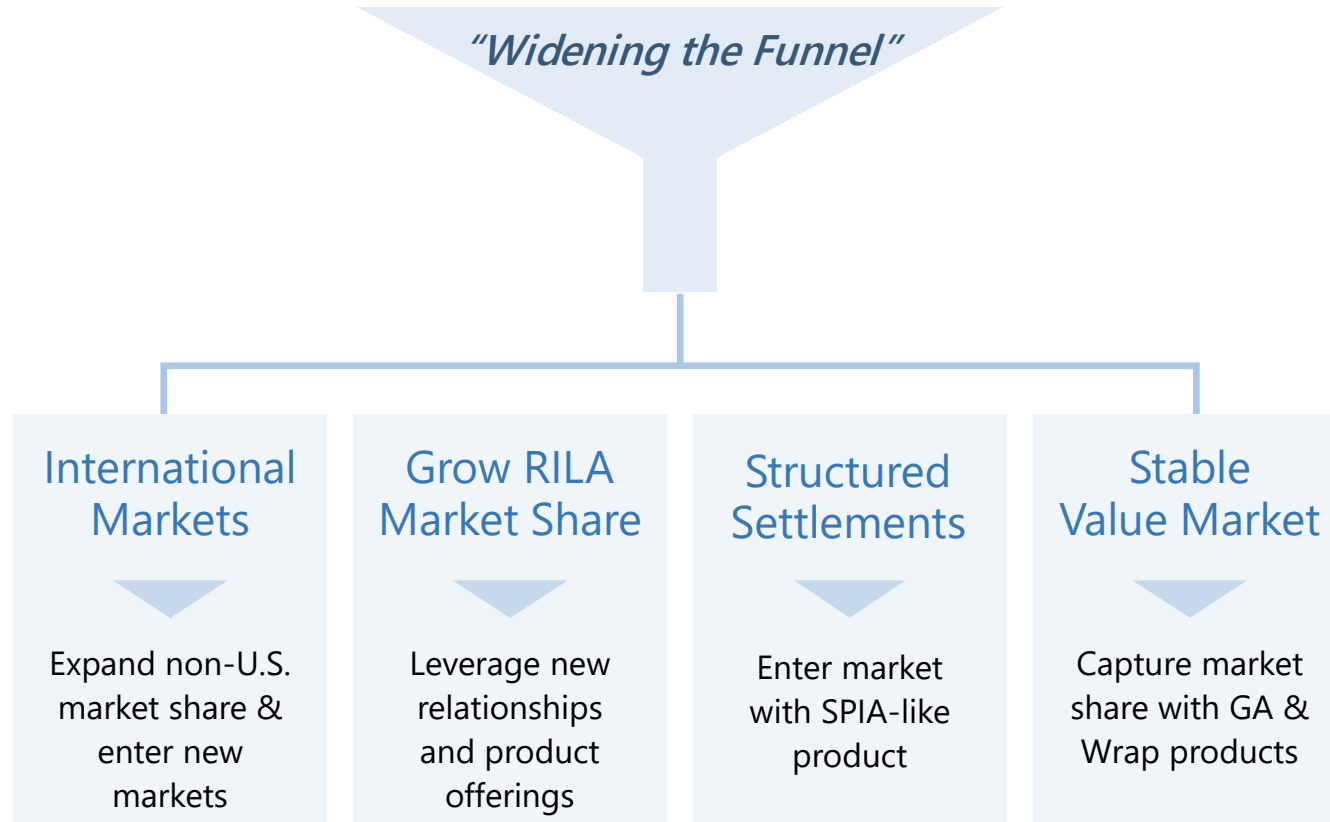 “Widening the Funnel”
International
Markets
Expand non-U.S.
market share &
enter new
markets
Grow RILA
Market Share
Leverage new
relationships
and product
offerings
Structured
Settlements
Enter market
with SPIA-like
product
Stable
Value Market
Capture market
share with GA &
Wrap products